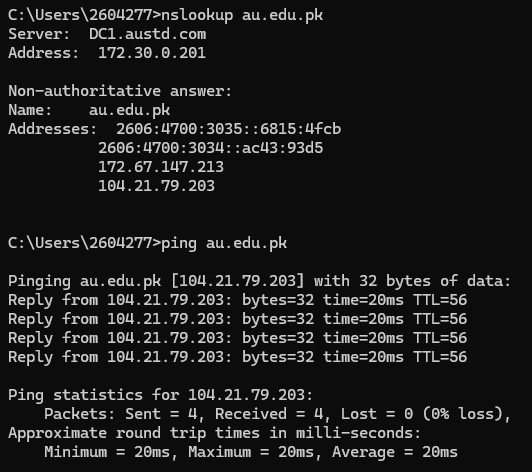 C:\Users\2604277>nslookup au.edu.pk
Server:  DC1.austd.com
Address:  172.30.0.201

Non-authoritative answer:
Name:    au.edu.pk
Addresses:  2606:4700:3035::6815:4fcb
          2606:4700:3034::ac43:93d5
          172.67.147.213
          104.21.79.203

C:\Users\2604277>ping au.edu.pk

Pinging au.edu.pk [104.21.79.203] with 32 bytes of data:
Reply from 104.21.79.203: bytes=32 time=20ms TTL=56
Reply from 104.21.79.203: bytes=32 time=20ms TTL=56
Reply from 104.21.79.203: bytes=32 time=20ms TTL=56
Reply from 104.21.79.203: bytes=32 time=20ms TTL=56

Ping statistics for 104.21.79.203:
    Packets: Sent = 4, Received = 4, Lost = 0 (0% loss),
Approximate round trip times in milli-seconds:
    Minimum = 20ms, Maximum = 20ms, Average = 20ms